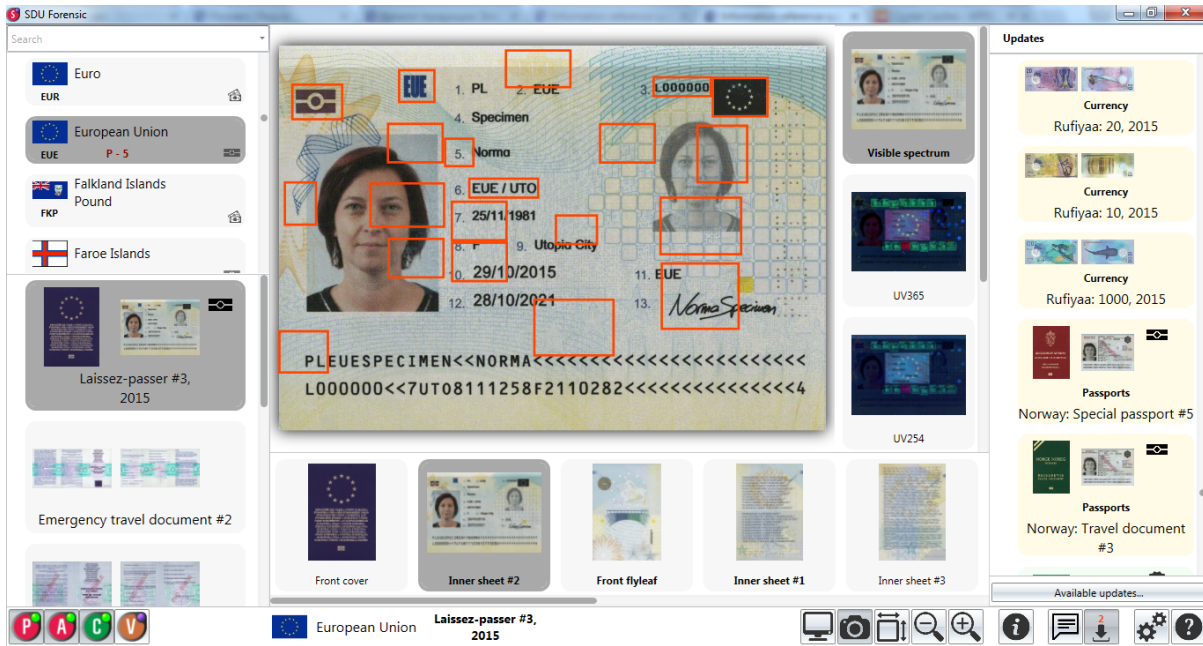 SDU Forensic
Search
Euro
EUR
European Union
EUE P - 5
Falkland Islands
Pound
FKP
Faroe Islands
Laissez-passer #3,
2015
Emergency travel document #2
EUE
1. PL 2. EUE 3. L000000
4. Specimen
5. Norma
6. EUE / UTO
7. 25/11/1981
8. F 9. Utopia City
10. 29/10/2015 11. EUE
12. 28/10/2021 13. Norma Specimen
PLEUESPECIMEN<<NORMA<<<<<<<<<<<<<<<<<<<<<<<<
L000000<<7UTO8111258F2110282<<<<<<<<<<<<<<<4
Visible spectrum
UV365
UV254
Front cover
Inner sheet #2
Front flyleaf
Inner sheet #1
Inner sheet #3
Updates
Currency
Rufiyaa: 20, 2015
Currency
Rufiyaa: 10, 2015
Currency
Rufiyaa: 1000, 2015
Passports
Norway: Special passport #5
Passports
Norway: Travel document
#3
Available updates...
P A C V
European Union
Laissez-passer #3,
2015
2